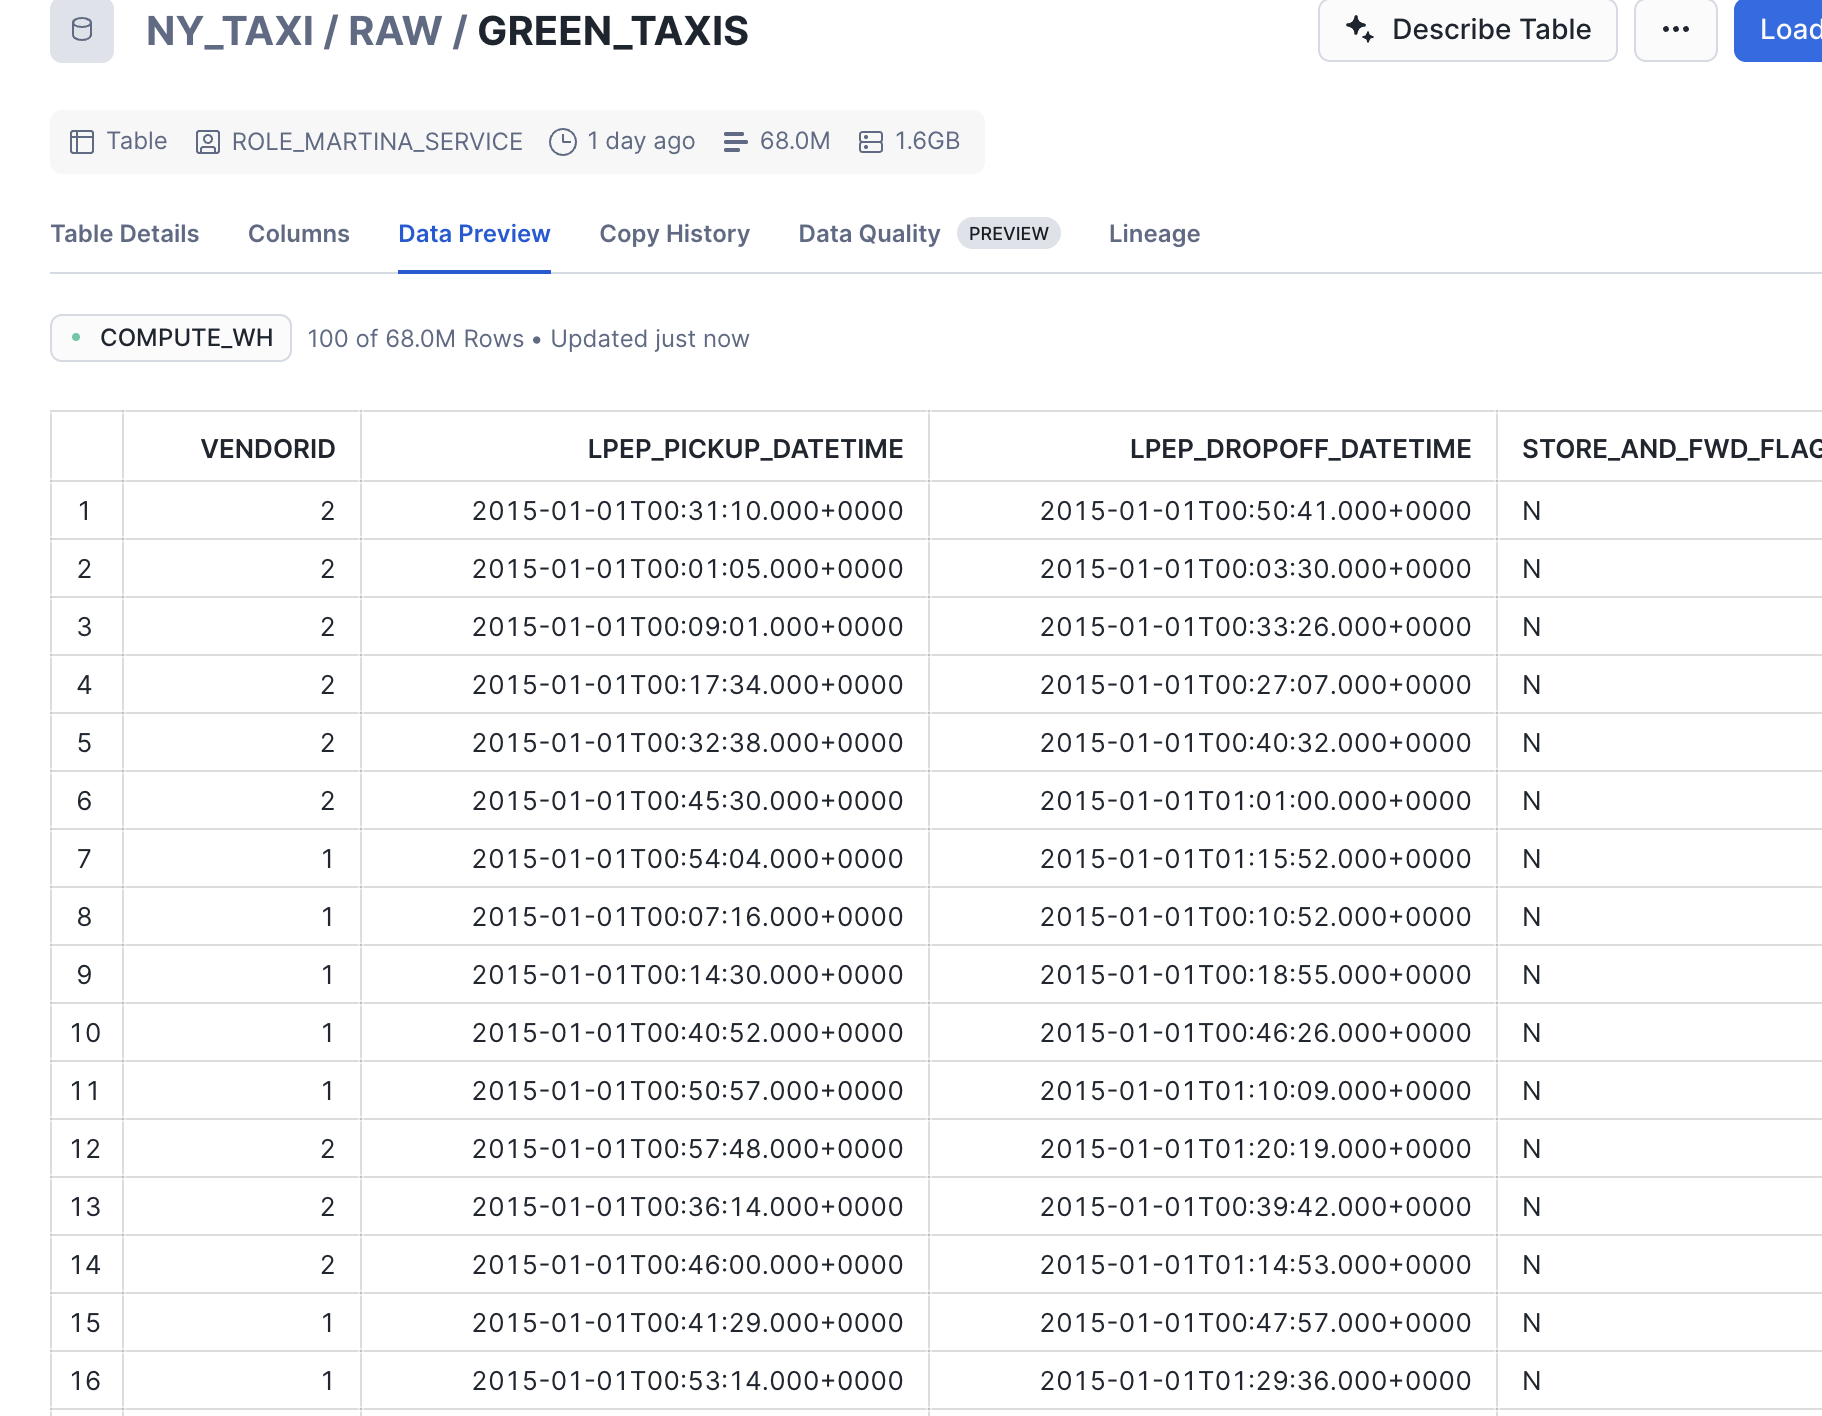 NY_TAXI / RAW / GREEN_TAXIS
Describe Table
...
Load
Table ROLE_MARTINA_SERVICE 1 day ago 68.0M 1.6GB
Table Details Columns Data Preview Copy History Data Quality PREVIEW Lineage
COMPUTE_WH 100 of 68.0M Rows • Updated just now
VENDORID LPEP_PICKUP_DATETIME LPEP_DROPOFF_DATETIME STORE_AND_FWD_FLAG
1 2 2015-01-01T00:31:10.000+0000 2015-01-01T00:50:41.000+0000 N
2 2 2015-01-01T00:01:05.000+0000 2015-01-01T00:03:30.000+0000 N
3 2 2015-01-01T00:09:01.000+0000 2015-01-01T00:33:26.000+0000 N
4 2 2015-01-01T00:17:34.000+0000 2015-01-01T00:27:07.000+0000 N
5 2 2015-01-01T00:32:38.000+0000 2015-01-01T00:40:32.000+0000 N
6 2 2015-01-01T00:45:30.000+0000 2015-01-01T01:01:00.000+0000 N
7 1 2015-01-01T00:54:04.000+0000 2015-01-01T01:15:52.000+0000 N
8 1 2015-01-01T00:07:16.000+0000 2015-01-01T00:10:52.000+0000 N
9 1 2015-01-01T00:14:30.000+0000 2015-01-01T00:18:55.000+0000 N
10 1 2015-01-01T00:40:52.000+0000 2015-01-01T00:46:26.000+0000 N
11 1 2015-01-01T00:50:57.000+0000 2015-01-01T01:10:09.000+0000 N
12 2 2015-01-01T00:57:48.000+0000 2015-01-01T01:20:19.000+0000 N
13 2 2015-01-01T00:36:14.000+0000 2015-01-01T00:39:42.000+0000 N
14 2 2015-01-01T00:46:00.000+0000 2015-01-01T01:14:53.000+0000 N
15 1 2015-01-01T00:41:29.000+0000 2015-01-01T00:47:57.000+0000 N
16 1 2015-01-01T00:53:14.000+0000 2015-01-01T01:29:36.000+0000 N